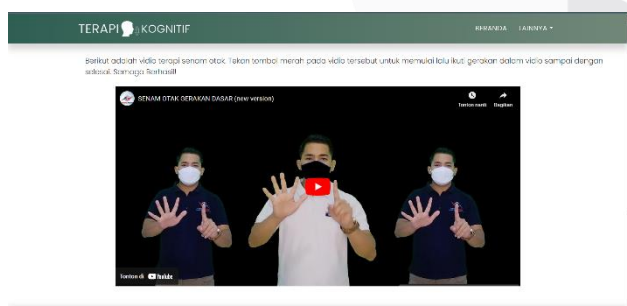 TERAPI KOGNITIF
BERANDA LAINNYA
Berikut adalah vidio terapi senam otak. Tekan tombol merah pada vidio tersebut untuk memulai lalu ikuti gerakan dalam vidio sampai dengan
selesai. Semoga Berhasil!
SENAM OTAK GERAKAN DASAR (new version)
Tonton nanti Bagikan
Tonton di YouTube